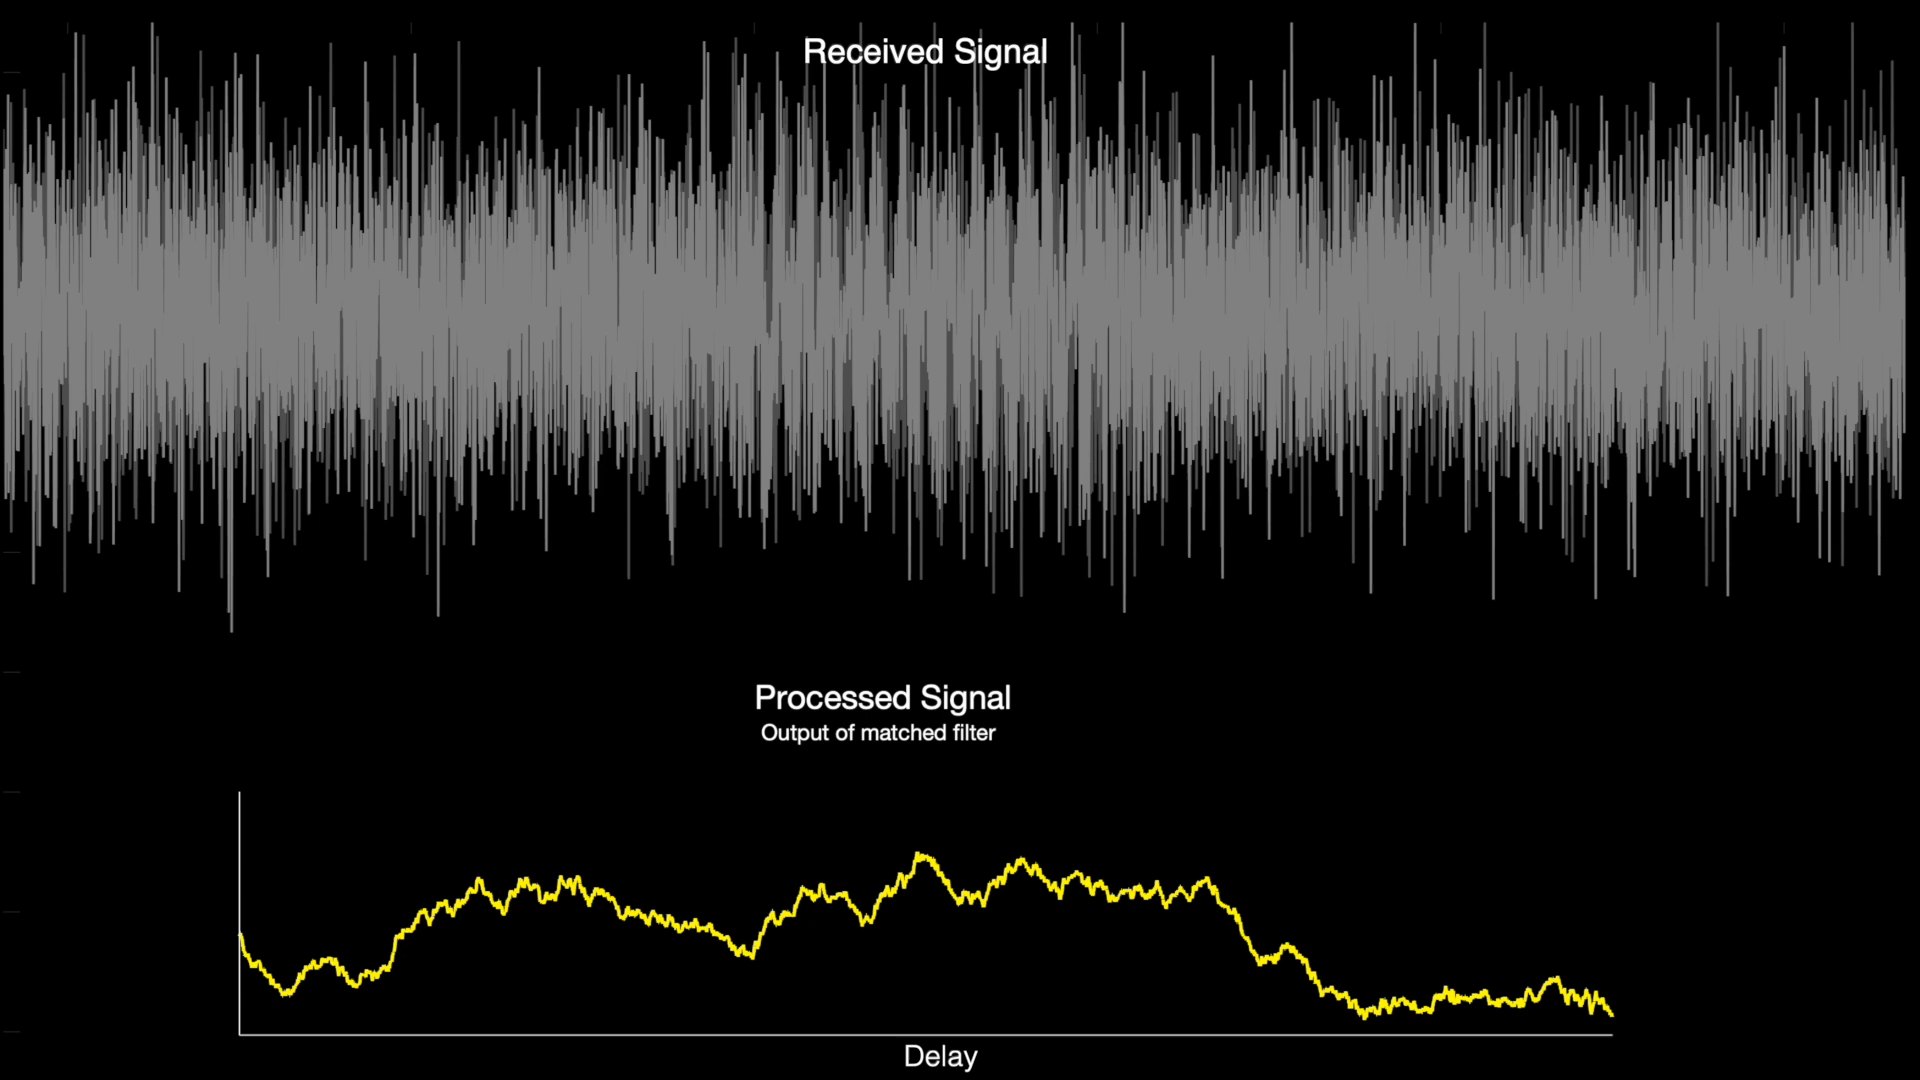 Received Signal
Processed Signal
Output of matched filter
Delay